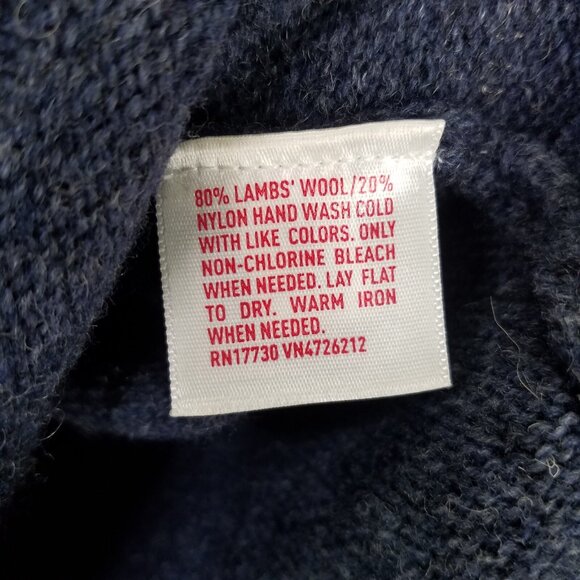 80% LAMBS' WOOL/20%
NYLON HAND WASH COLD
WITH LIKE COLORS. ONLY
NON-CHLORINE BLEACH
WHEN NEEDED. LAY FLAT
TO DRY. WARM IRON
WHEN NEEDED.
RN17730 VN4726212